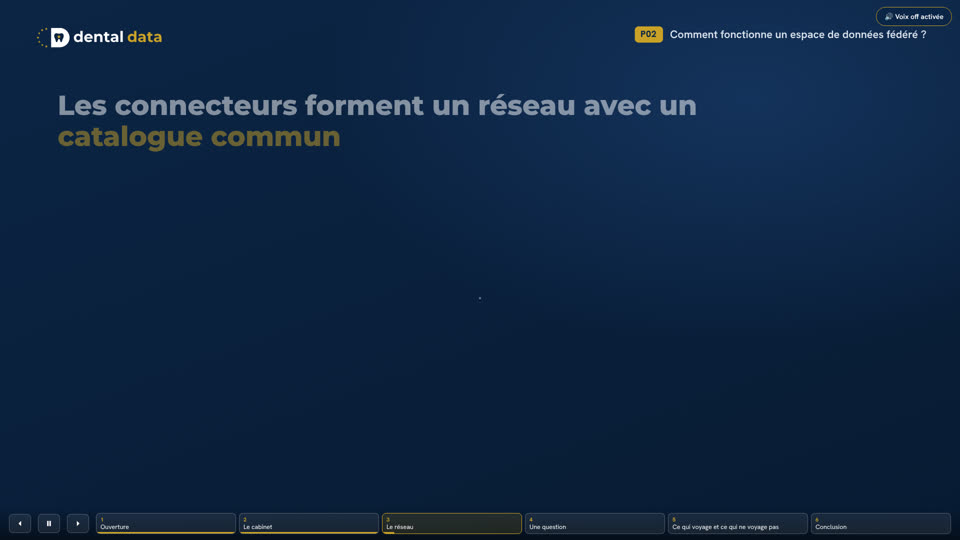 🔊 Voix off activée
dental data
P02 Comment fonctionne un espace de données fédéré ?
Les connecteurs forment un réseau avec un
catalogue commun
1
Ouverture
2
Le cabinet
3
Le réseau
4
Une question
5
Ce qui voyage et ce qui ne voyage pas
6
Conclusion